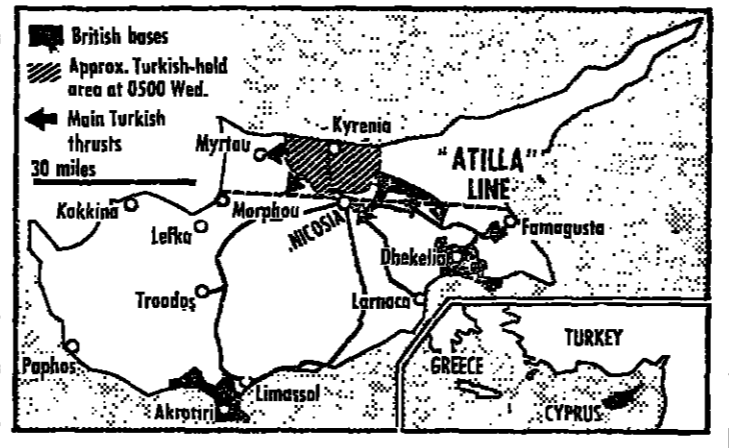 British bases
Approx. Turkish-held
area at 0500 Wed.
Main Turkish
thrusts
30 miles
Myrtau
Kyrenia
"ATILLA"
LINE
Kokkina
Morphou
Lefka
NICOSIA
Famagusta
Dhekelia
Troodos
Larnaca
Paphos
Limassol
Akrotiri
TURKEY
GREECE
CYPRUS